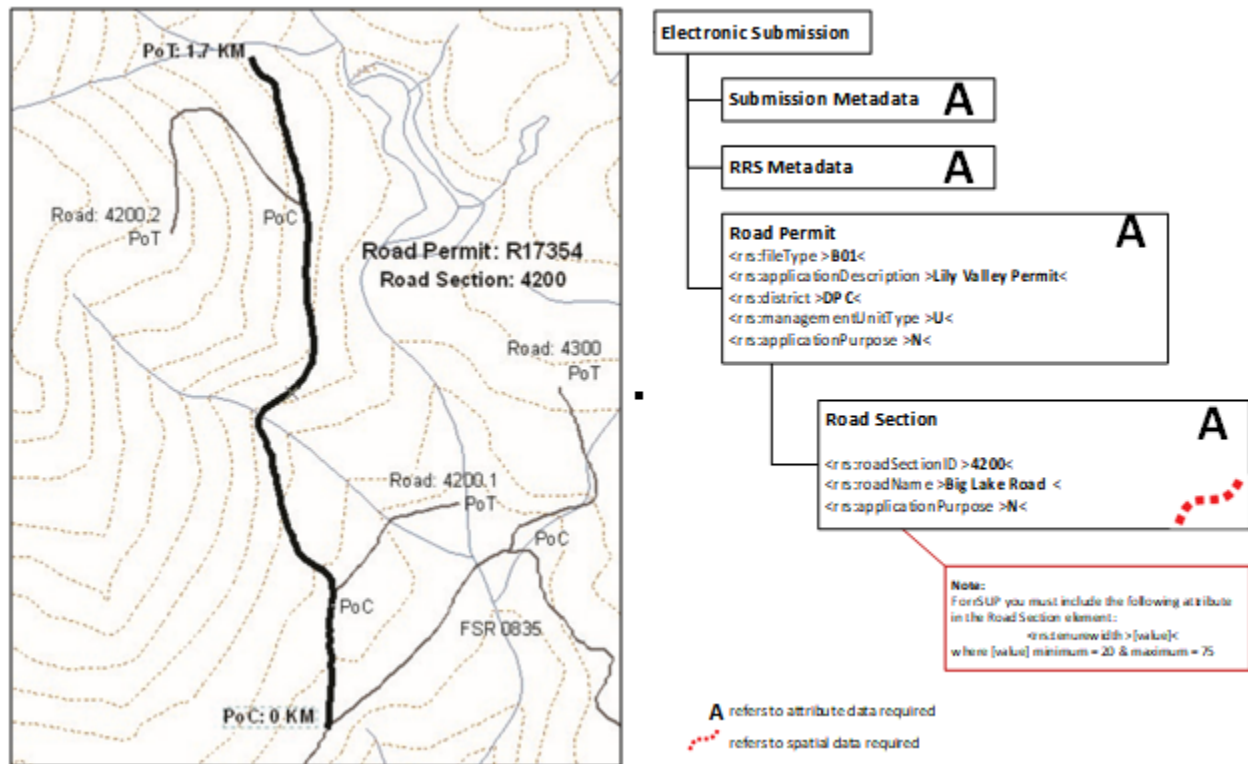 PoT: 1.7 KM
Road: 4200.2
PoT
PoC
Road Permit: R17354
Road Section: 4200
Road: 4300
PoT
Road: 4200.1
PoT
PoC
PoC
FSR 0835
PoC: 0 KM
Electronic Submission
Submission Metadata A
RRS Metadata A
Road Permit A
<rrs:fileType >B01<
<rrs:applicationDescription >Lily Valley Permit<
<rrs:district >DPC<
<rrs:managementUnitType >U<
<rrs:applicationPurpose >N<
Road Section A
<rrs:roadSectionID >4200<
<rrs:roadName >Big Lake Road <
<rrs:applicationPurpose >N<
Note:
For rrSUP you must include the following attribute
in the Road Section element:
<rrs:tenurewidth >[value]<
where [value] minimum = 20 & maximum = 75
A refers to attribute data required
refers to spatial data required